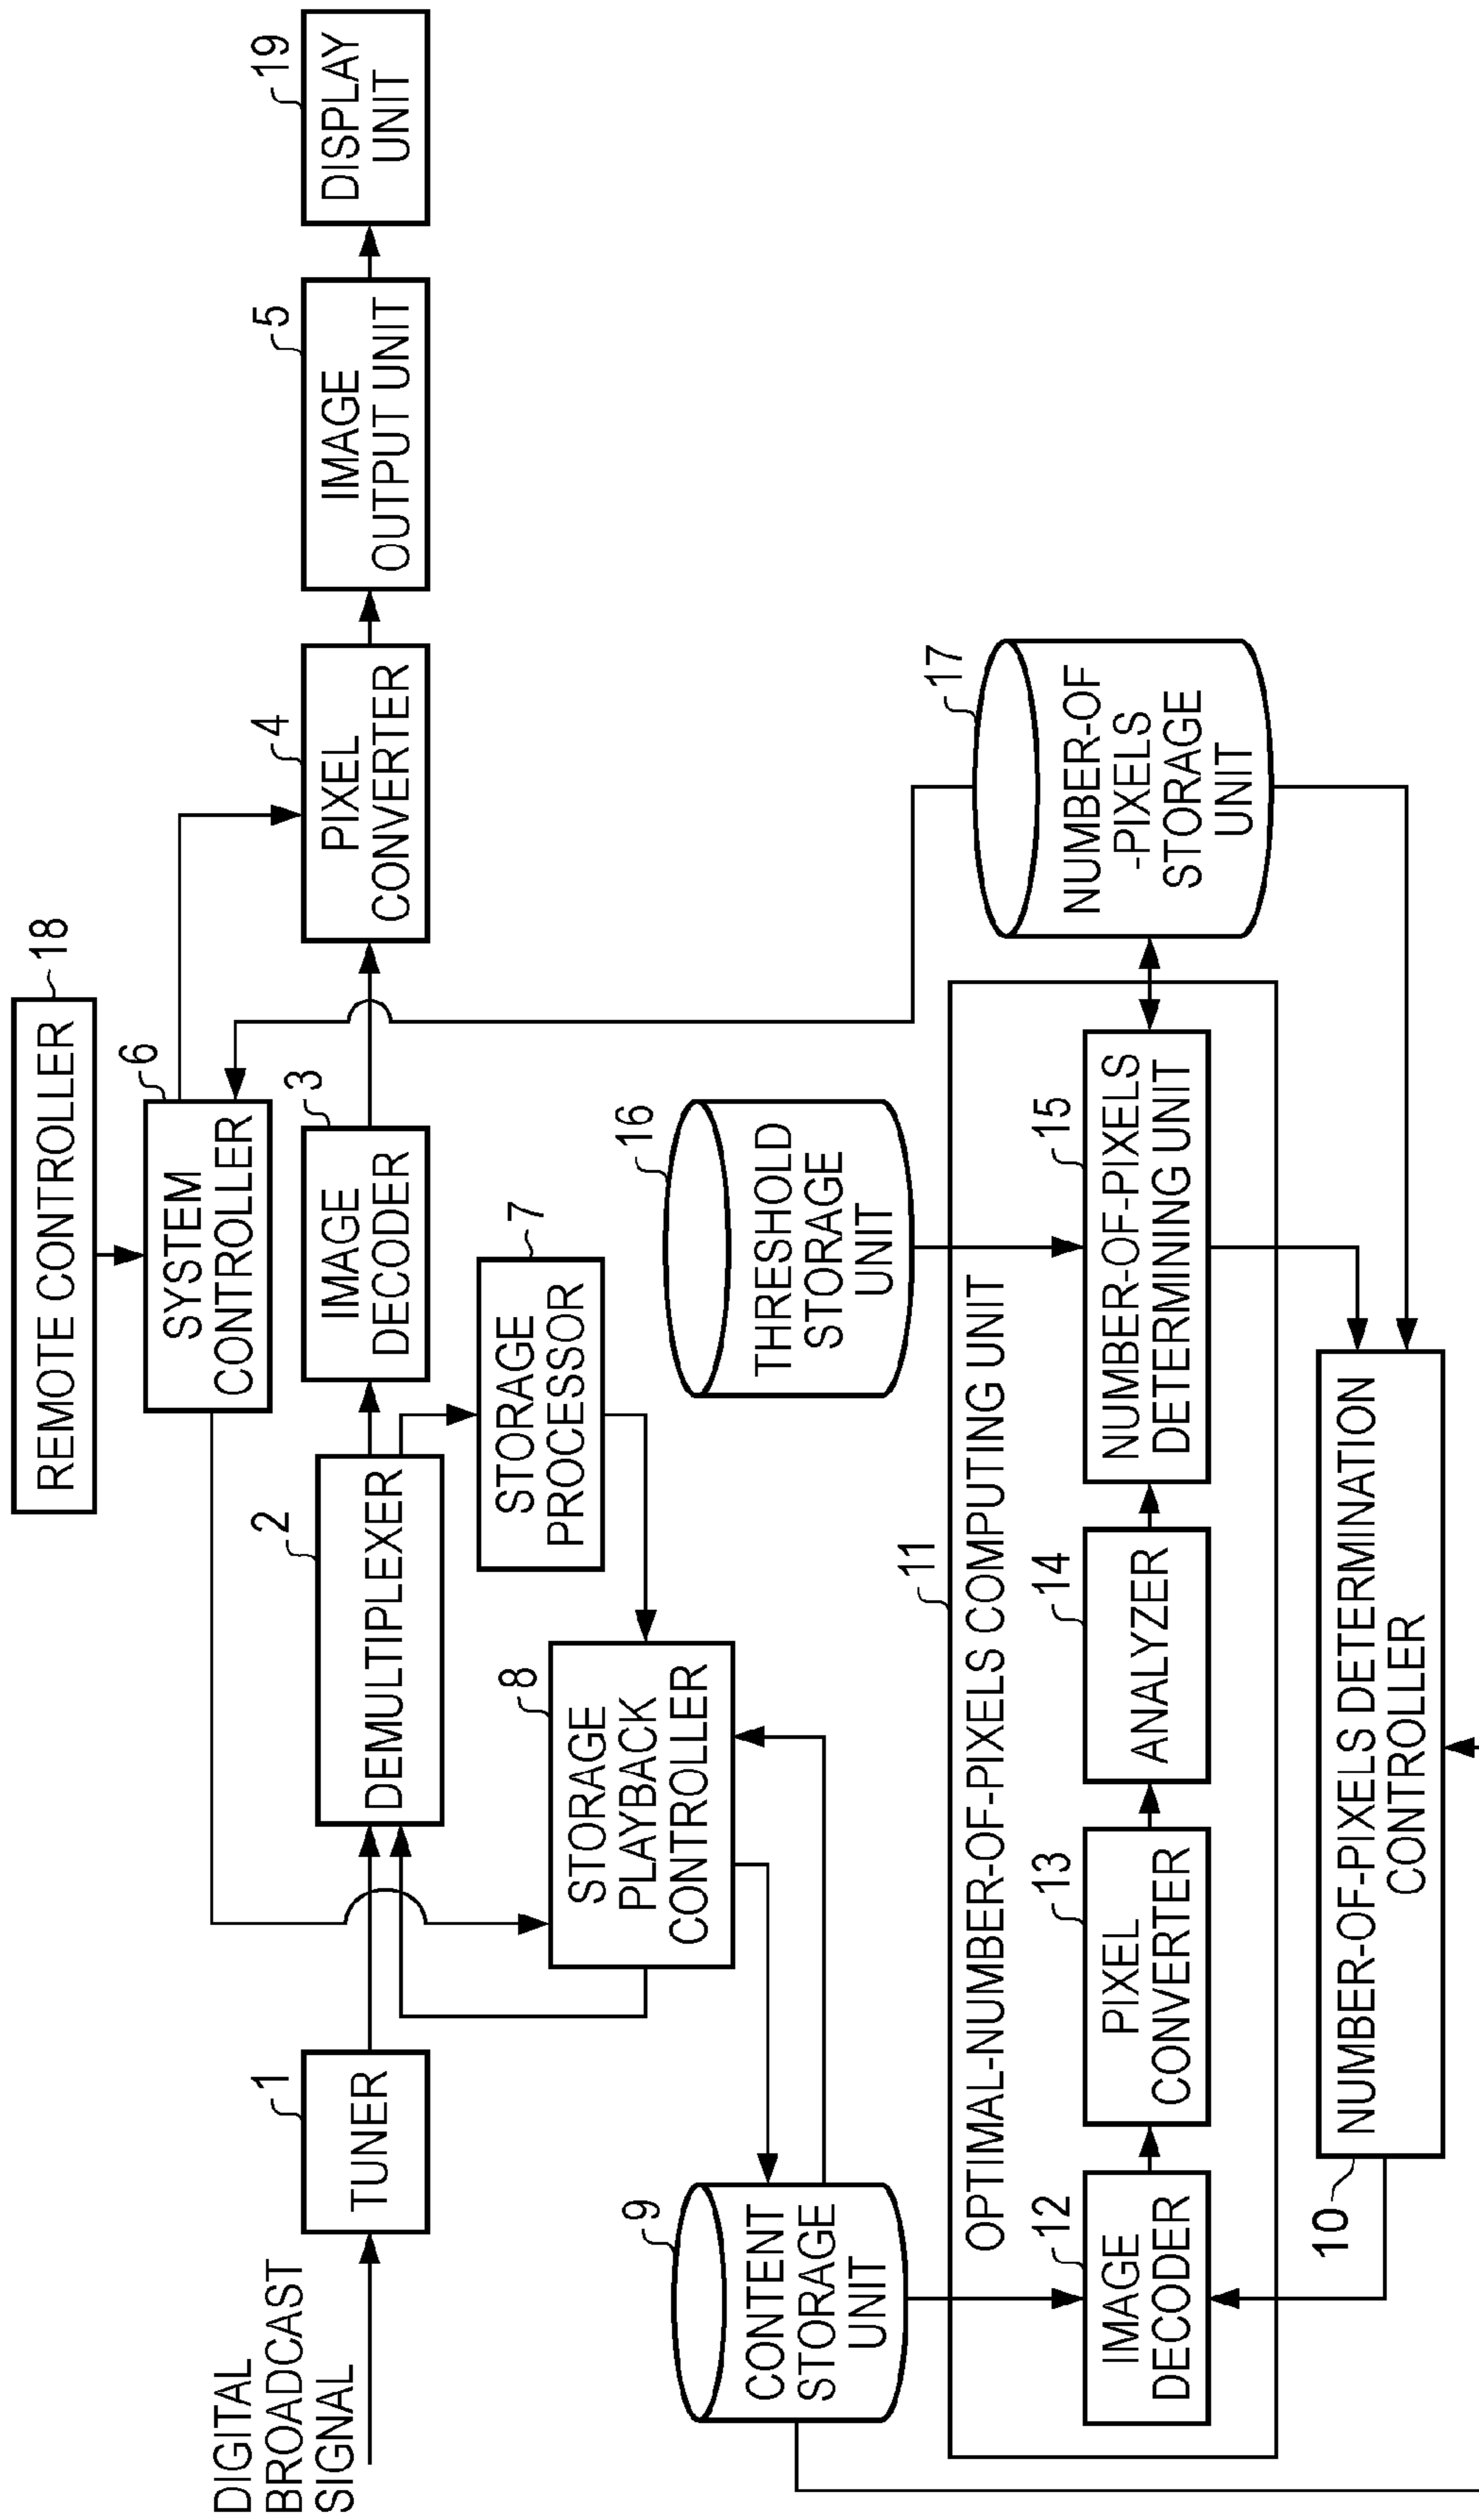 REMOTE CONTROLLER
18
SYSTEM
CONTROLLER
6
DIGITAL
BROADCAST
SIGNAL
TUNER
1
DEMULTIPLEXER
2
IMAGE
DECODER
3
PIXEL
CONVERTER
4
IMAGE
OUTPUT UNIT
5
DISPLAY
UNIT
19
STORAGE
PROCESSOR
7
STORAGE
PLAYBACK
CONTROLLER
8
CONTENT
STORAGE
UNIT
9
THRESHOLD
STORAGE
UNIT
16
NUMBER-OF
-PIXELS
STORAGE
UNIT
17
11
OPTIMAL-NUMBER-OF-PIXELS COMPUTING UNIT
IMAGE
DECODER
12
PIXEL
CONVERTER
13
ANALYZER
14
NUMBER-OF-PIXELS
DETERMINING UNIT
15
10
NUMBER-OF-PIXELS DETERMINATION
CONTROLLER